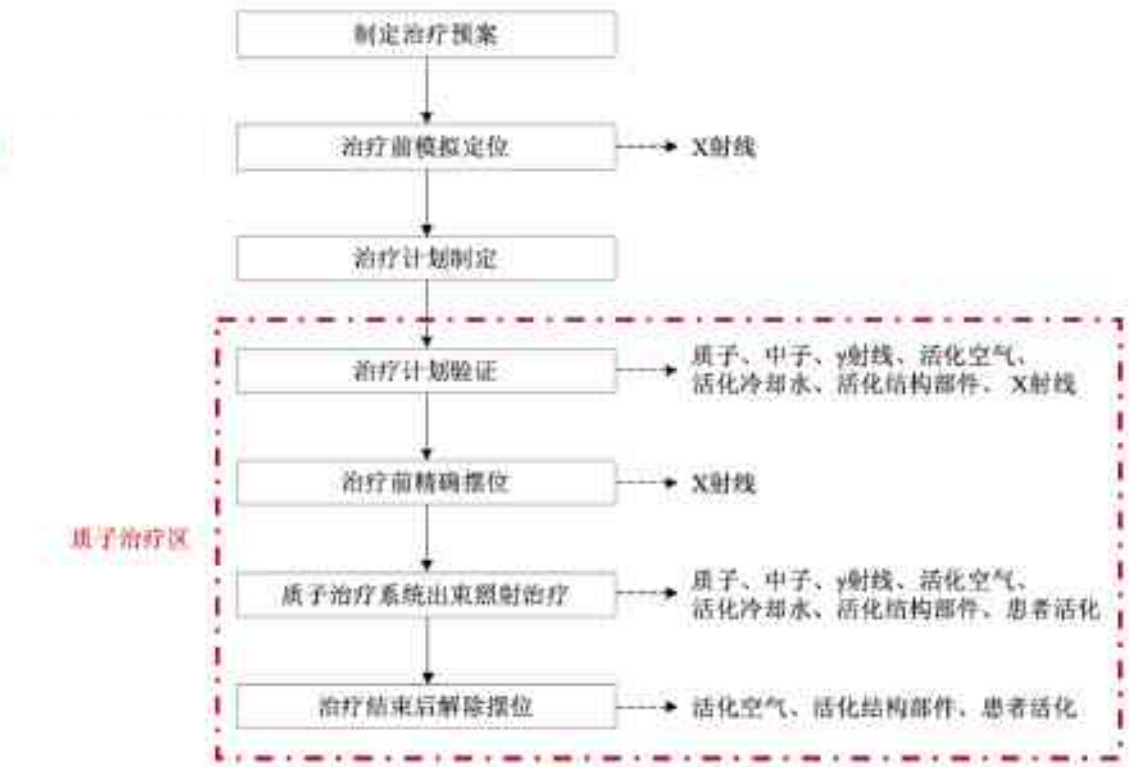 制定治疗预案
治疗前模拟定位
X射线
治疗计划制定
治疗计划验证
质子、中子、γ射线、活化空气、
活化冷却水、活化结构部件、 X射线
治疗前精确摆位
X射线
质子治疗区
质子治疗系统出束照射治疗
质子、中子、γ射线、活化空气、
活化冷却水、活化结构部件、患者活化
治疗结束后解除摆位
活化空气、活化结构部件、患者活化